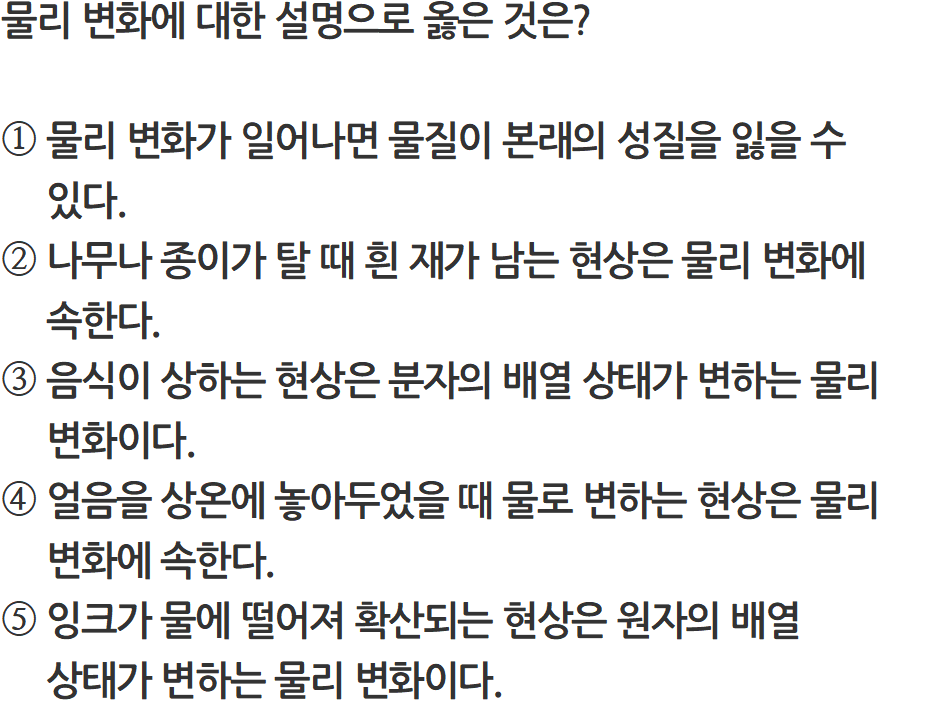 물리 변화에 대한 설명으로 옳은 것은?
① 물리 변화가 일어나면 물질이 본래의 성질을 잃을 수
있다.
② 나무나 종이가 탈 때 흰 재가 남는 현상은 물리 변화에
속한다.
③ 음식이 상하는 현상은 분자의 배열 상태가 변하는 물리
변화이다.
④ 얼음을 상온에 놓아두었을 때 물로 변하는 현상은 물리
변화에 속한다.
⑤ 잉크가 물에 떨어져 확산되는 현상은 원자의 배열
상태가 변하는 물리 변화이다.